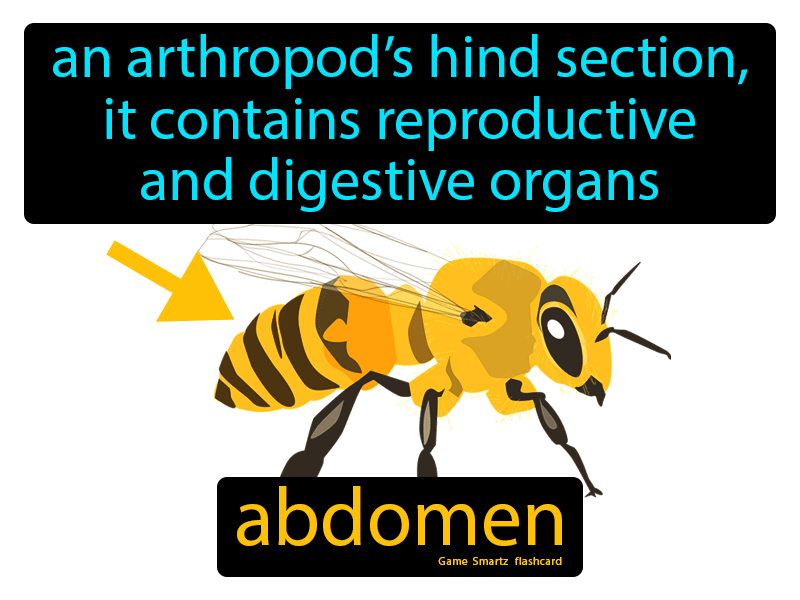 an arthropod’s hind section,
it contains reproductive
and digestive organs
abdomen
Game Smartz flashcard